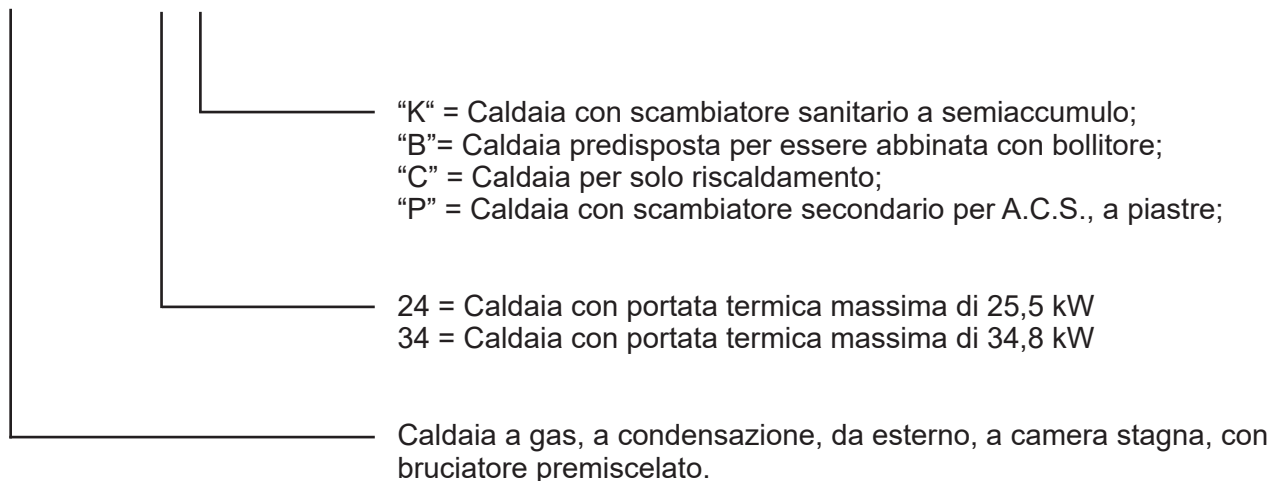 “K“ = Caldaia con scambiatore sanitario a semiaccumulo;
“B”= Caldaia predisposta per essere abbinata con bollitore;
“C” = Caldaia per solo riscaldamento;
“P” = Caldaia con scambiatore secondario per A.C.S., a piastre;
24 = Caldaia con portata termica massima di 25,5 kW
34 = Caldaia con portata termica massima di 34,8 kW
Caldaia a gas, a condensazione, da esterno, a camera stagna, con
bruciatore premiscelato.